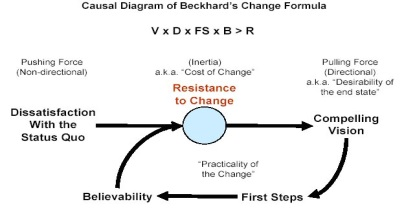 Causal Diagram of Beckhard's Change Formula
V x D x FS x B > R
Pushing Force
(Non-directional)
(Inertia)
a.k.a. "Cost of Change"
Pulling Force
(Directional)
a.k.a. "Desirability of
the end state"
Resistance
to Change
Dissatisfaction
With the
Status Quo
Compelling
Vision
"Practicality of
the Change"
Believability
First Steps